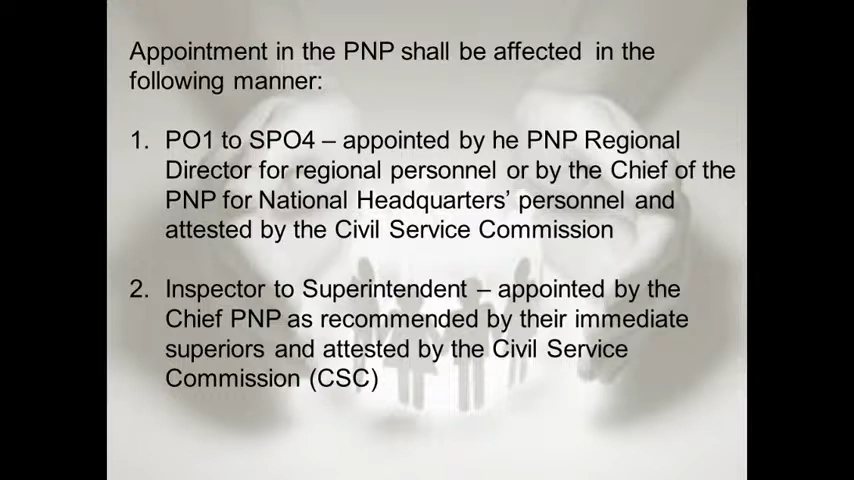 Appointment in the PNP shall be affected in the
following manner:
1. PO1 to SPO4 – appointed by he PNP Regional
Director for regional personnel or by the Chief of the
PNP for National Headquarters' personnel and
attested by the Civil Service Commission
2. Inspector to Superintendent – appointed by the
Chief PNP as recommended by their immediate
superiors and attested by the Civil Service
Commission (CSC)